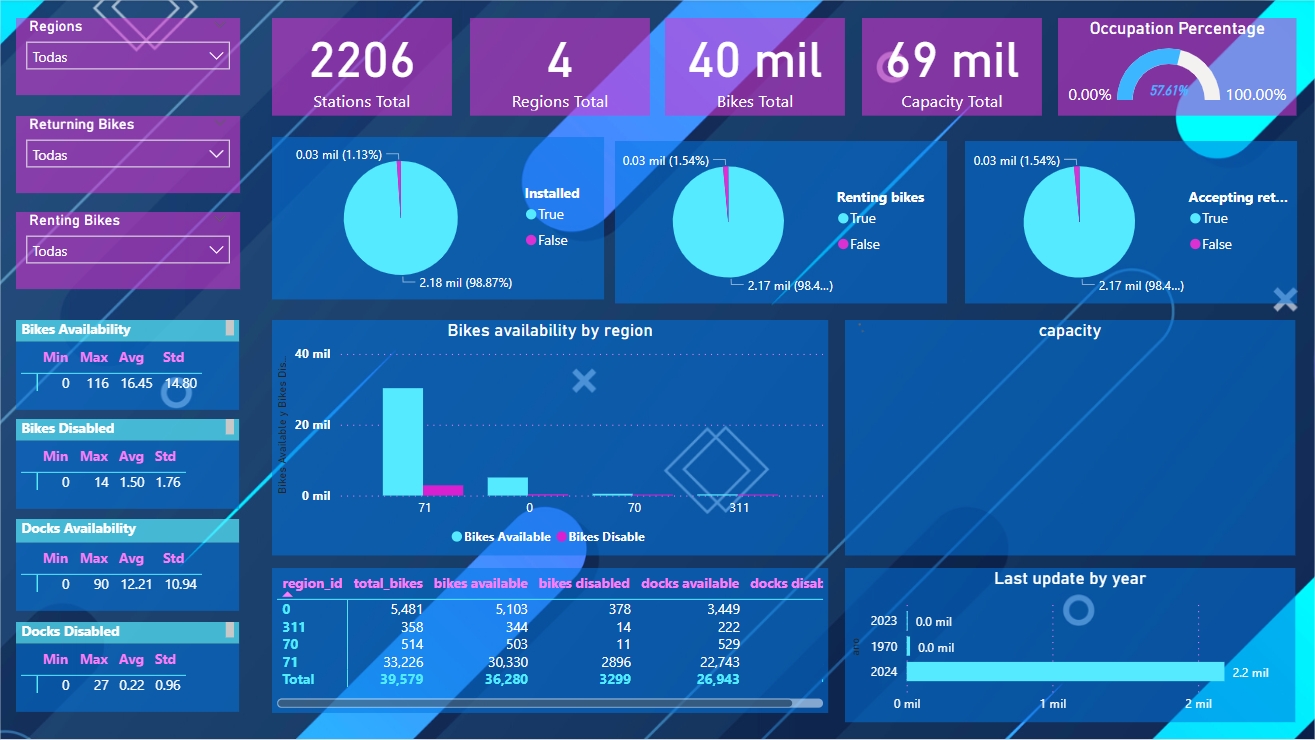 Regions
Todas
Returning Bikes
Todas
Renting Bikes
Todas
2206
Stations Total
4
Regions Total
40 mil
Bikes Total
69 mil
Capacity Total
Occupation Percentage
0.00%
57.61%
100.00%
0.03 mil (1.13%)
2.18 mil (98.87%)
Installed
True
False
0.03 mil (1.54%)
2.17 mil (98.4...)
Renting bikes
True
False
0.03 mil (1.54%)
2.17 mil (98.4...)
Accepting ret...
True
False
Bikes Availability
Min Max Avg Std
0 116 16.45 14.80
Bikes Disabled
Min Max Avg Std
0 14 1.50 1.76
Docks Availability
Min Max Avg Std
0 90 12.21 10.94
Docks Disabled
Min Max Avg Std
0 27 0.22 0.96
Bikes availability by region
Bikes Available y Bikes Dis...
40 mil
20 mil
0 mil
71 0 70 311
Bikes Available Bikes Disable
capacity
region_id total_bikes bikes available bikes disabled docks available docks disab
0 5,481 5,103 378 3,449
311 358 344 14 222
70 514 503 11 529
71 33,226 30,330 2896 22,743
Total 39,579 36,280 3299 26,943
Last update by year
2023 0.0 mil
1970 0.0 mil
2024 2.2 mil
0 mil 1 mil 2 mil